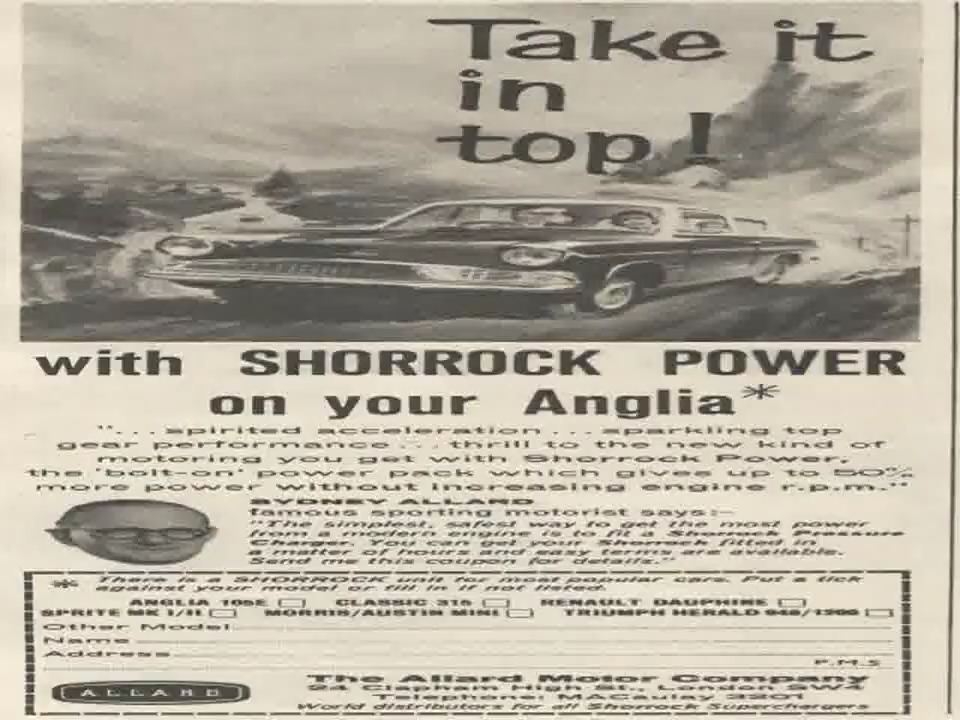 Take it
in
top!
with SHORROCK POWER
on your Anglia*
"... spirited acceleration ... sparkling top
gear performance ... thrill to the new kind of
motoring you get with Shorrock Power,
the 'bolt-on' power pack which gives up to 50%
more power without increasing engine r.p.m."
SYDNEY ALLARD
famous sporting motorist says:-
"The simplest, safest way to get the most power
from a modern engine is to fit a Shorrock Pressure
Charger. You can get your Shorrock fitted in
a matter of hours and easy terms are available.
Send me this coupon for details."
* There is a SHORROCK unit for most popular cars. Put a tick
against your model or fill in if not listed.
ANGLIA 105E CLASSIC 315 RENAULT DAUPHINE
SPRITE MK I/II MORRIS/AUSTIN MINI TRIUMPH HERALD 948/1200
Other Model
Name
Address
P.M.S
ALLARD
The Allard Motor Company
24 Clapham High St., London SW4
Telephone: MACaulay 3201
World distributors for all Shorrock Superchargers